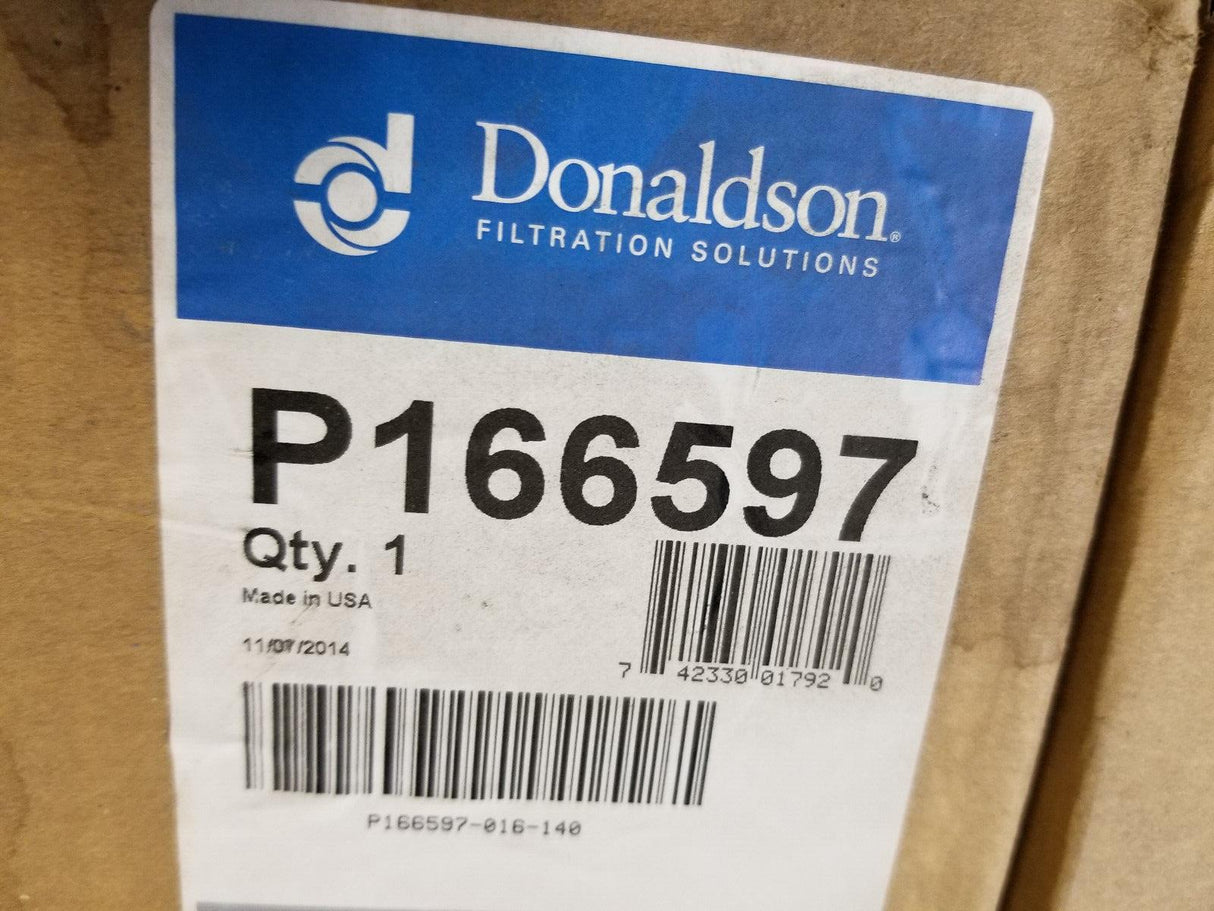 Donaldson®
FILTRATION SOLUTIONS
P166597
Qty. 1
Made in USA
11/07/2014
7 42330 01792 0
P166597-016-140